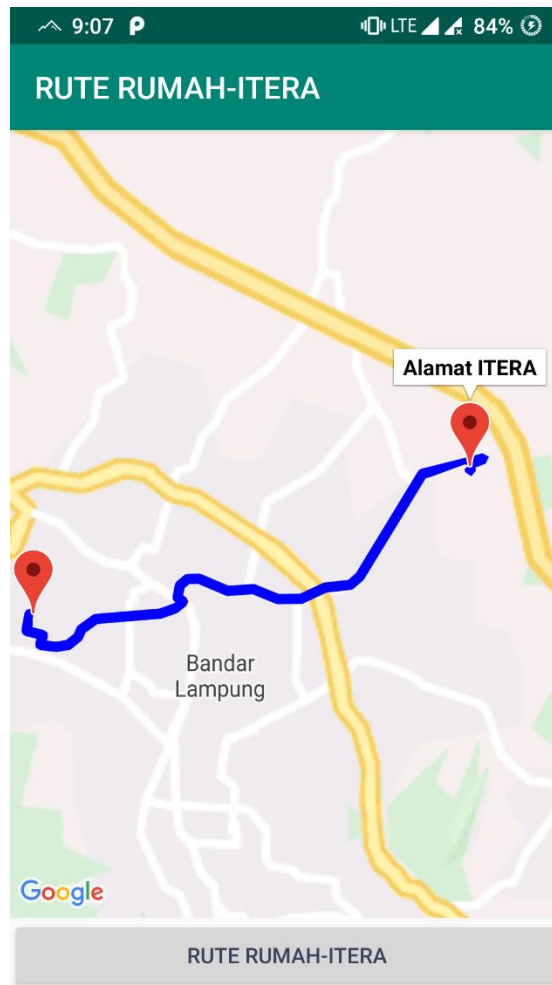 9:07 LTE 84%
RUTE RUMAH-ITERA
Alamat ITERA
Bandar
Lampung
Google
RUTE RUMAH-ITERA